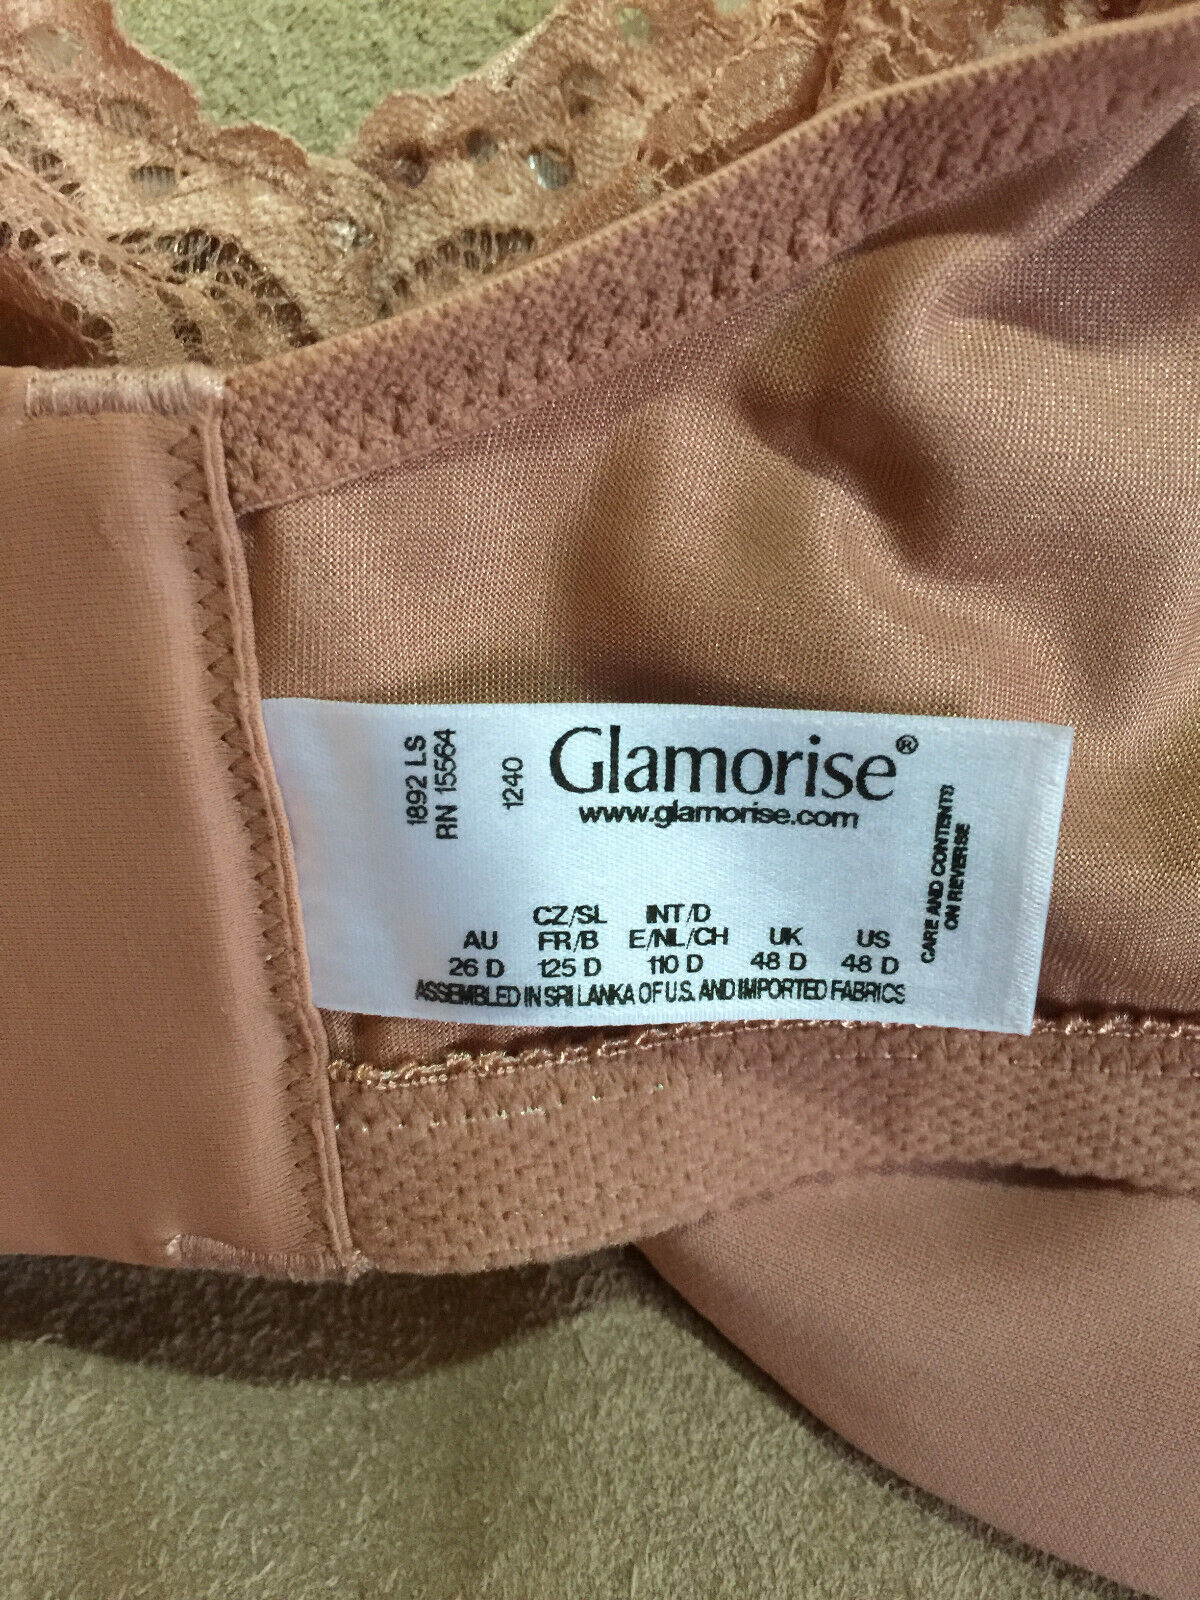 1892 LS
RN 15564
1240
Glamorise®
www.glamorise.com
CARE AND CONTENTS
ON REVERSE
CZ/SL INT/D
AU FR/B E/NL/CH UK US
26 D 125 D 110 D 48 D 48 D
ASSEMBLED IN SRI LANKA OF U.S. AND IMPORTED FABRICS